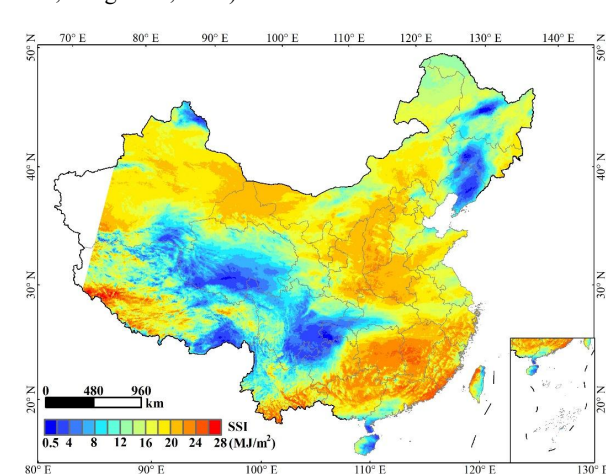 70° E 80° E 90° E 100° E 110° E 120° E 130° E 140° E
50° N 50° N
40° N 40° N
30° N 30° N
20° N 20° N
0 480 960
km
SSI
0.5 4 8 12 16 20 24 28 (MJ/m²)
80° E 90° E 100° E 110° E 120° E 130° E